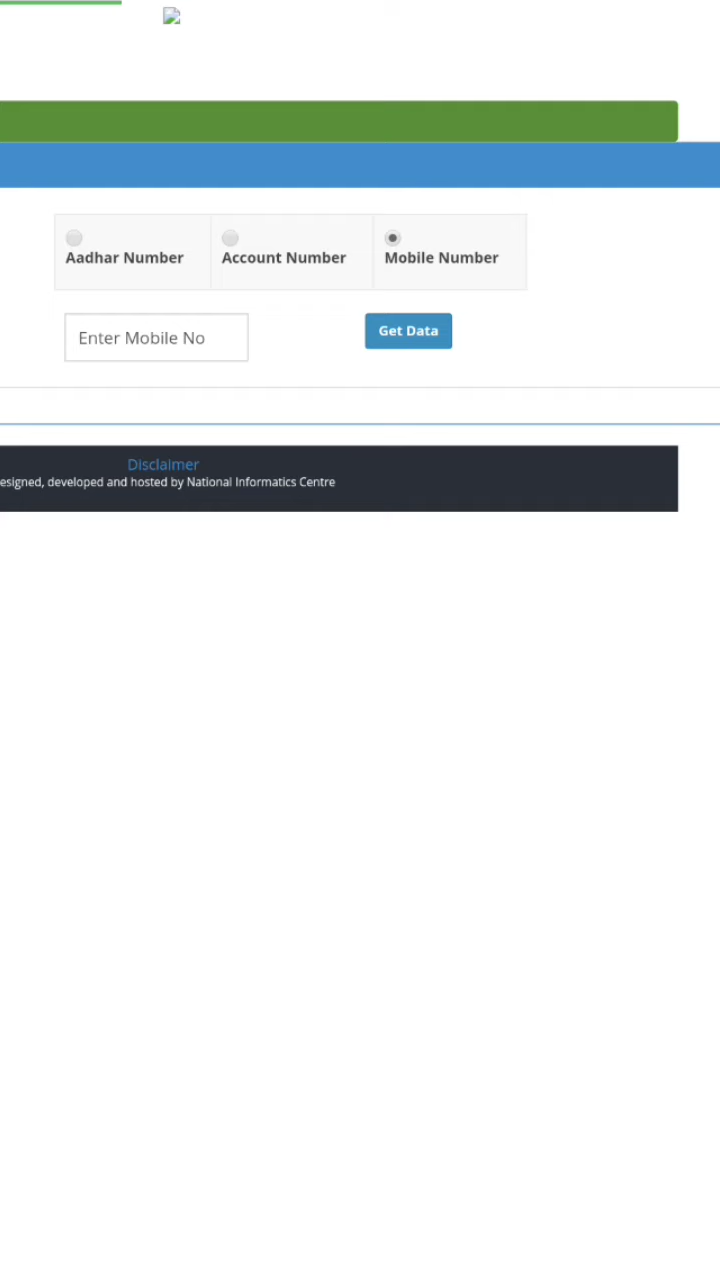 Aadhar Number
Account Number
Mobile Number
Enter Mobile No
Get Data
Disclaimer
esigned, developed and hosted by National Informatics Centre